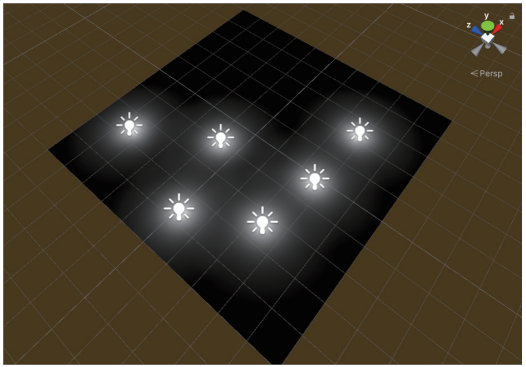 y
z x
< Persp